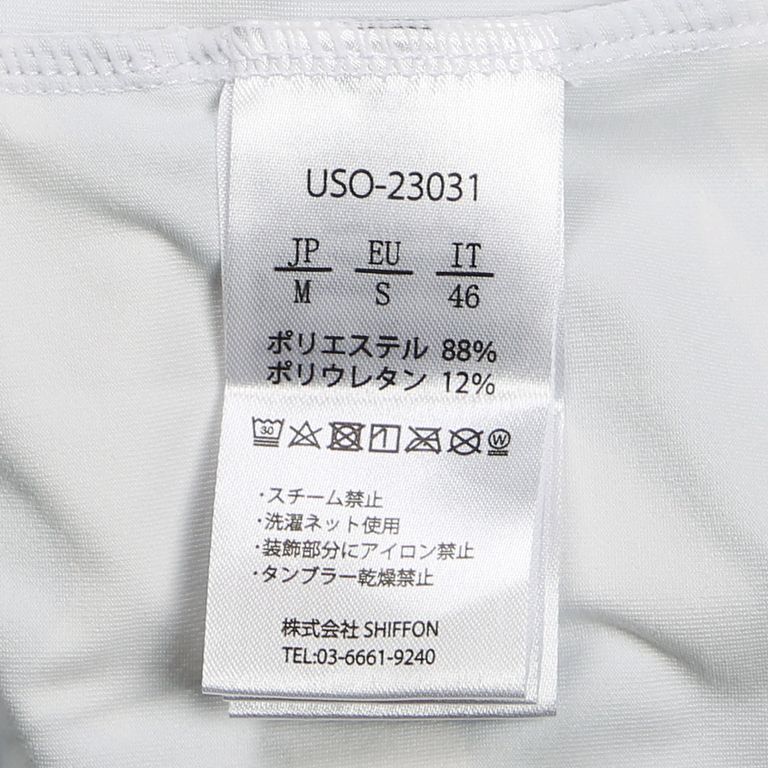 USO-23031
JP EU IT
M S 46
ポリエステル 88%
ポリウレタン 12%
30 W
・スチーム禁止
・洗濯ネット使用
・装飾部分にアイロン禁止
・タンブラー乾燥禁止
株式会社 SHIFFON
TEL:03-6661-9240